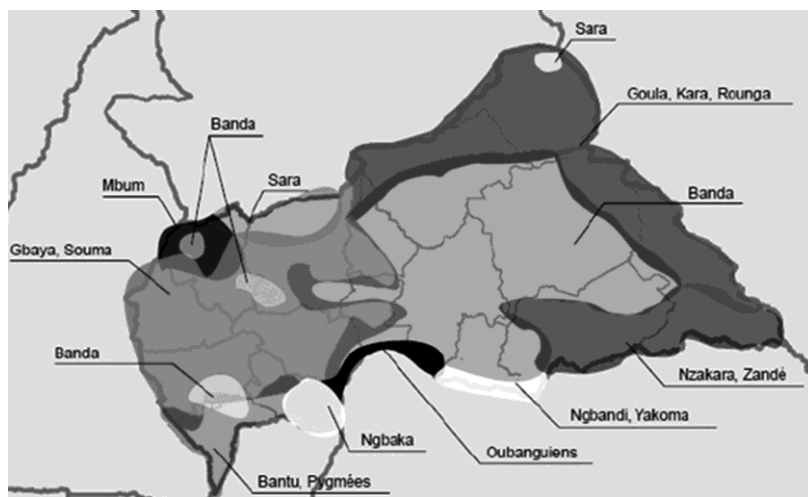 Sara
Goula, Kara, Rounga
Banda
Sara
Mbum
Banda
Gbaya, Souma
Banda
Nzakara, Zandé
Ngbandi, Yakoma
Ngbaka
Oubanguiens
Bantu, Pygmées